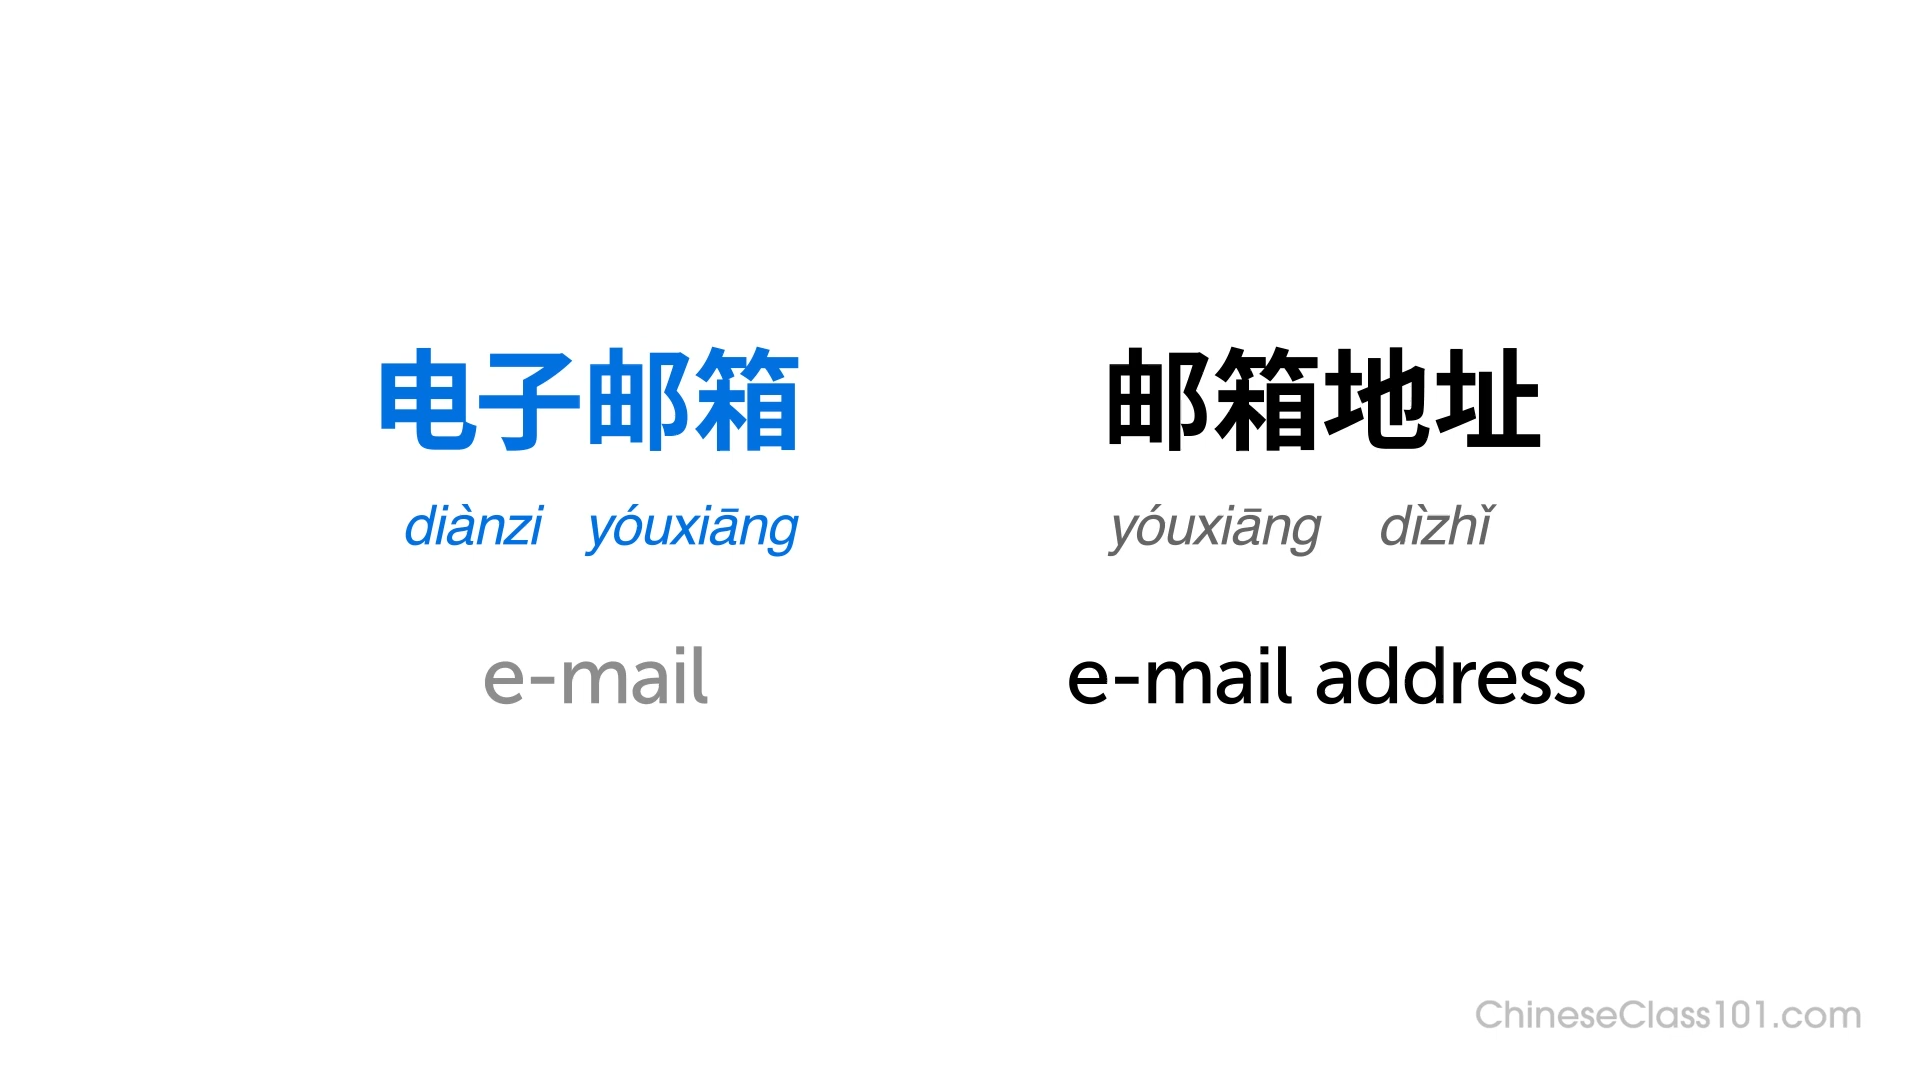 电子邮箱
diànzi yóuxiāng
e-mail
邮箱地址
yóuxiāng dìzhǐ
e-mail address
ChineseClass101.com